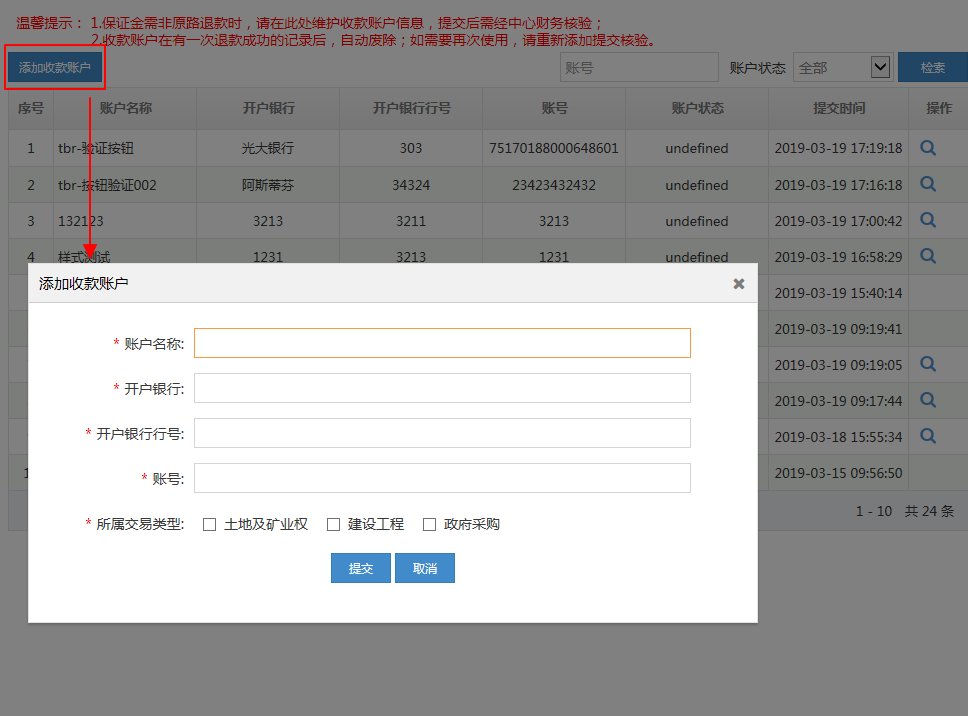 温馨提示： 1.保证金需非原路退款时，请在此处维护收款账户信息，提交后需经中心财务核验；
2.收款账户在有一次退款成功的记录后，自动废除；如需要再次使用，请重新添加提交核验。
添加收款账户 账号 账户状态 全部 检索
序号 账户名称 开户银行 开户银行行号 账号 账户状态 提交时间 操作
1 tbr-验证按钮 光大银行 303 75170188000648601 undefined 2019-03-19 17:19:18
2 tbr-按钮验证002 阿斯蒂芬 34324 23423432432 undefined 2019-03-19 17:16:18
3 132123 3213 3211 3213 undefined 2019-03-19 17:00:42
4 样式测试 1231 3213 1231 undefined 2019-03-19 16:58:29
2019-03-19 15:40:14
2019-03-19 09:19:41
2019-03-19 09:19:05
2019-03-19 09:17:44
2019-03-18 15:55:34
2019-03-15 09:56:50
1 - 10 共 24 条
添加收款账户 ✖
* 账户名称:
* 开户银行:
* 开户银行行号:
* 账号:
* 所属交易类型: 土地及矿业权 建设工程 政府采购
提交 取消